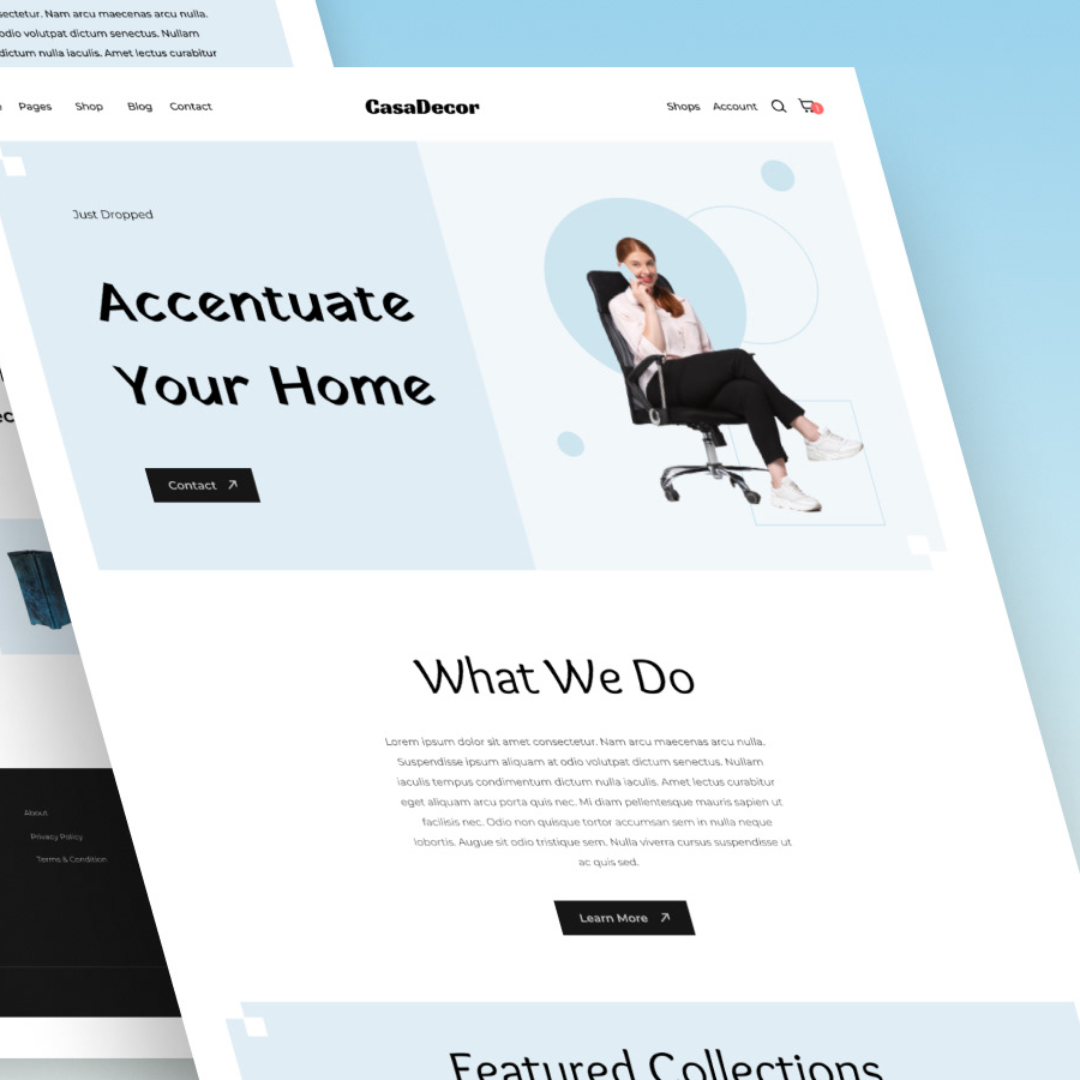 sectetur. Nam arcu maecenas arcu nulla.
odio volutpat dictum senectus. Nullam
dictum nulla iaculis. Amet lectus curabitur
Pages Shop Blog Contact CasaDecor Shops Account 1
Just Dropped
Accentuate
Your Home
Contact
What We Do
Lorem ipsum dolor sit amet consectetur. Nam arcu maecenas arcu nulla.
Suspendisse ipsum aliquam at odio volutpat dictum senectus. Nullam
iaculis tempus condimentum dictum nulla iaculis. Amet lectus curabitur
eget aliquam arcu porta quis nec. Mi diam pellentesque mauris sapien ut
facilisis nec. Odio non quisque tortor accumsan sem in nulla neque
lobortis. Augue sit odio tristique sem. Nulla viverra cursus suspendisse ut
ac quis sed.
Learn More
About
Privacy Policy
Terms & Condition
Featured Collections